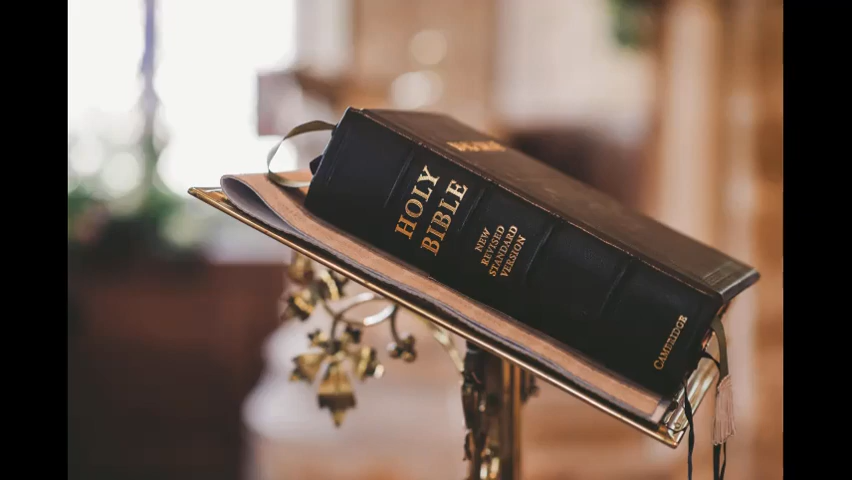 HOLY
BIBLE
NEW
REVISED
STANDARD
VERSION
CAMBRIDGE